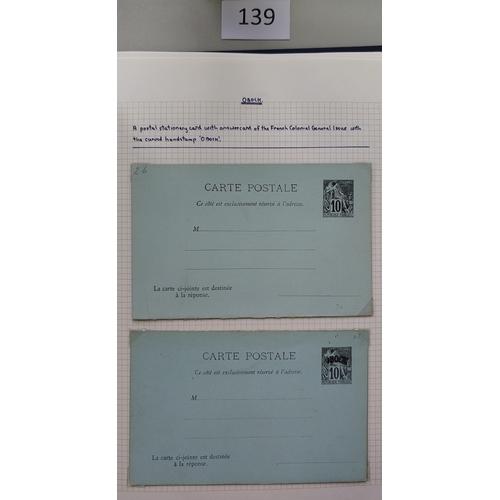 139
OBOCK.
A postal stationery card with answercard of the French Colonial General Issue with
the curved handstamp 'OBOCK'.
26
CARTE POSTALE
Ce côté est exclusivement réservé à l'adresse.
10
M
La carte ci-jointe est destinée
à la réponse.
CARTE POSTALE
Ce côté est exclusivement réservé à l'adresse.
OBOCK
10
M
La carte ci-jointe est destinée
à la réponse.